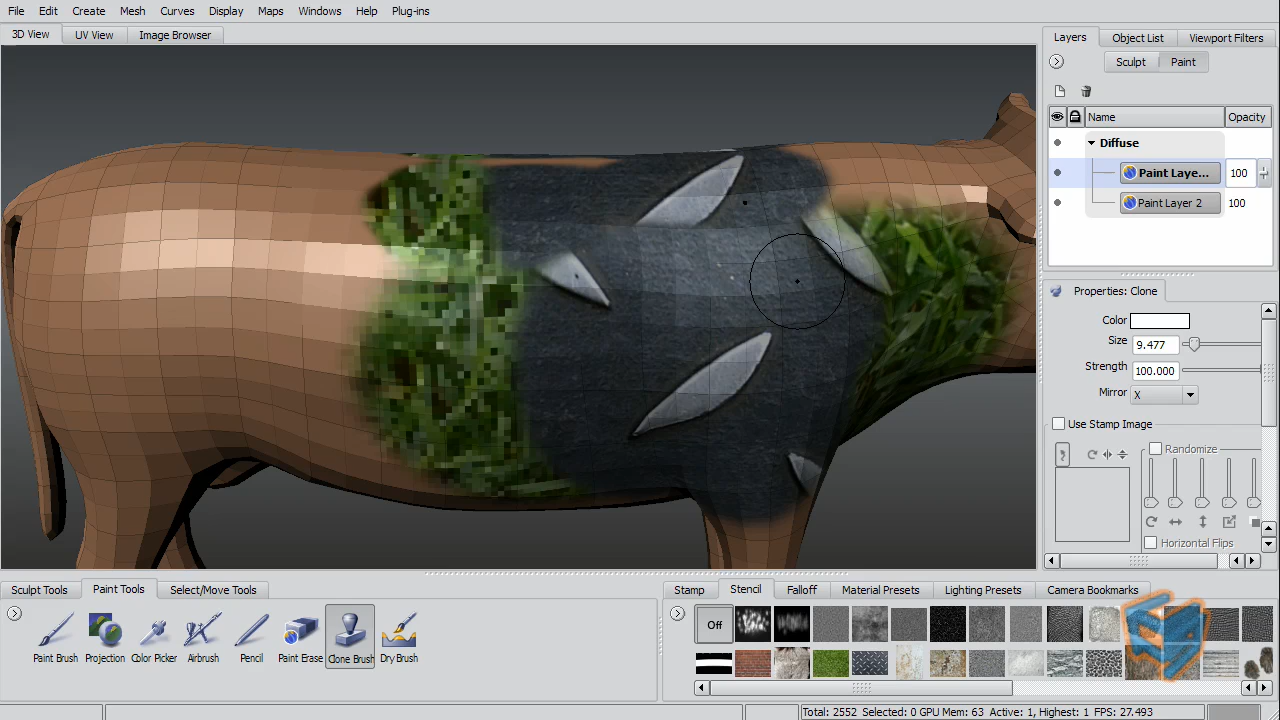 File Edit Create Mesh Curves Display Maps Windows Help Plug-ins
3D View UV View Image Browser
Layers Object List Viewport Filters
Sculpt Paint
Name Opacity
Diffuse
Paint Laye... 100
Paint Layer 2 100
Properties: Clone
Color
Size 9.477
Strength 100.000
Mirror X
Use Stamp Image
Randomize
Horizontal Flips
Sculpt Tools Paint Tools Select/Move Tools
Stamp Stencil Falloff Material Presets Lighting Presets Camera Bookmarks
Off
Paint Brush Projection Color Picker Airbrush Pencil Paint Erase Clone Brush Dry Brush
Total: 2552 Selected: 0 GPU Mem: 63 Active: 1, Highest: 1 FPS: 27.493